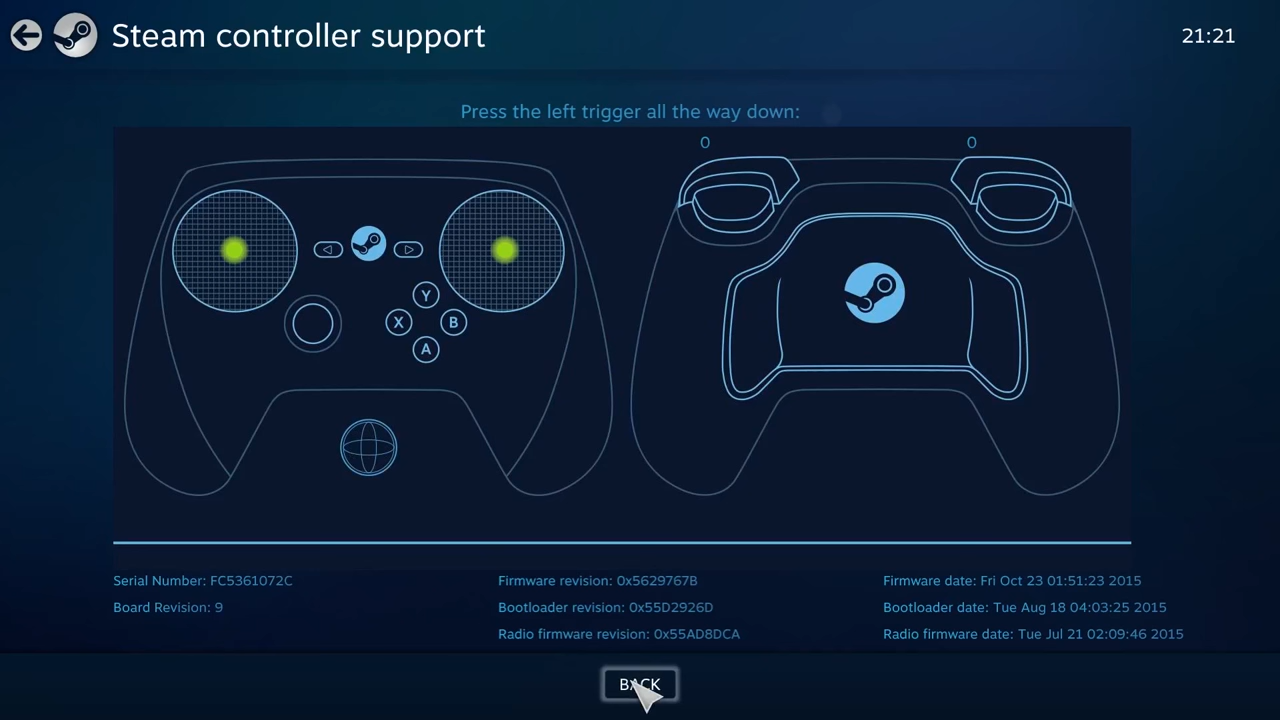 Steam controller support
21:21
Press the left trigger all the way down:
0 0
Y
X B
A
Serial Number: FC5361072C
Board Revision: 9
Firmware revision: 0x5629767B
Bootloader revision: 0x55D2926D
Radio firmware revision: 0x55AD8DCA
Firmware date: Fri Oct 23 01:51:23 2015
Bootloader date: Tue Aug 18 04:03:25 2015
Radio firmware date: Tue Jul 21 02:09:46 2015
BACK